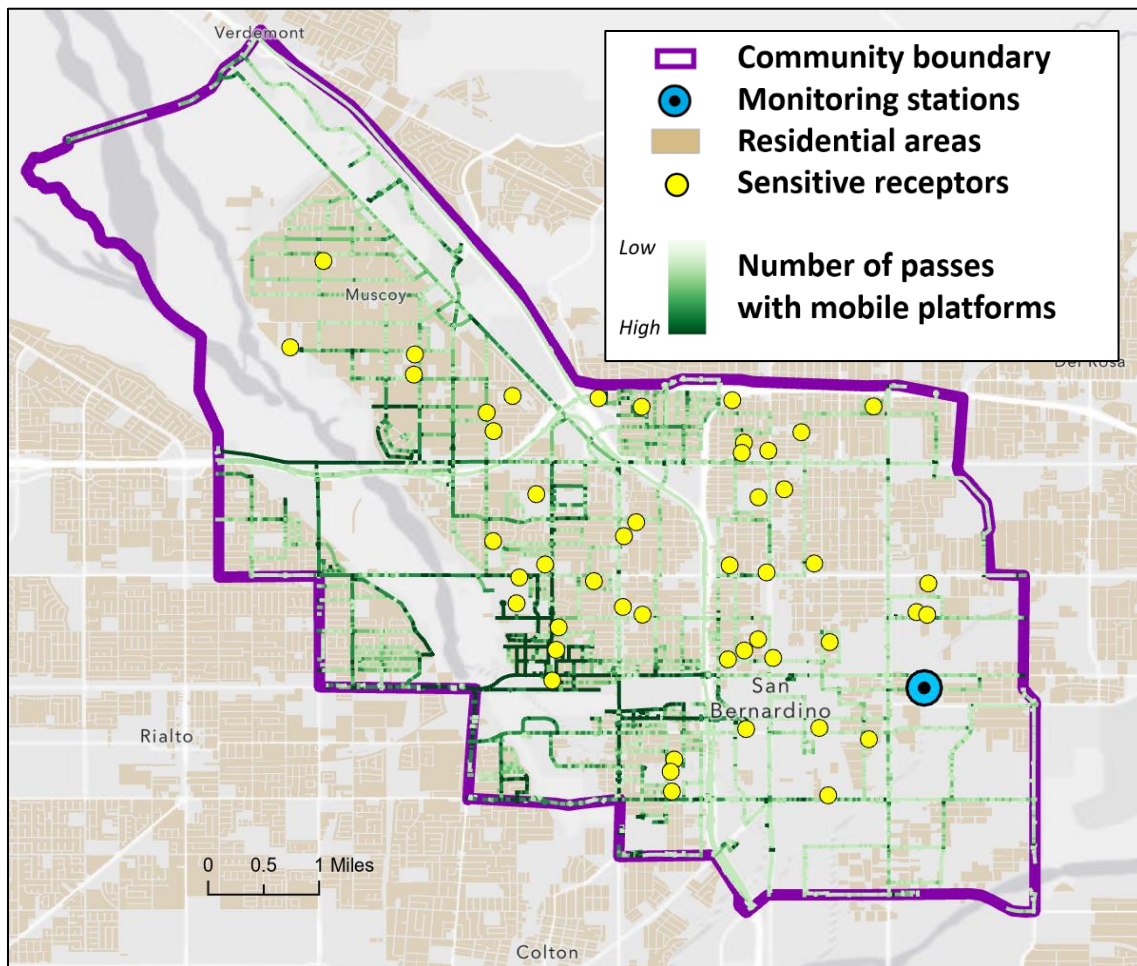 Verdemont
Community boundary
Monitoring stations
Residential areas
Sensitive receptors
Low
High
Number of passes
with mobile platforms
Muscoy
Del Rosa
San
Bernardino
Rialto
0 0.5 1 Miles
Colton